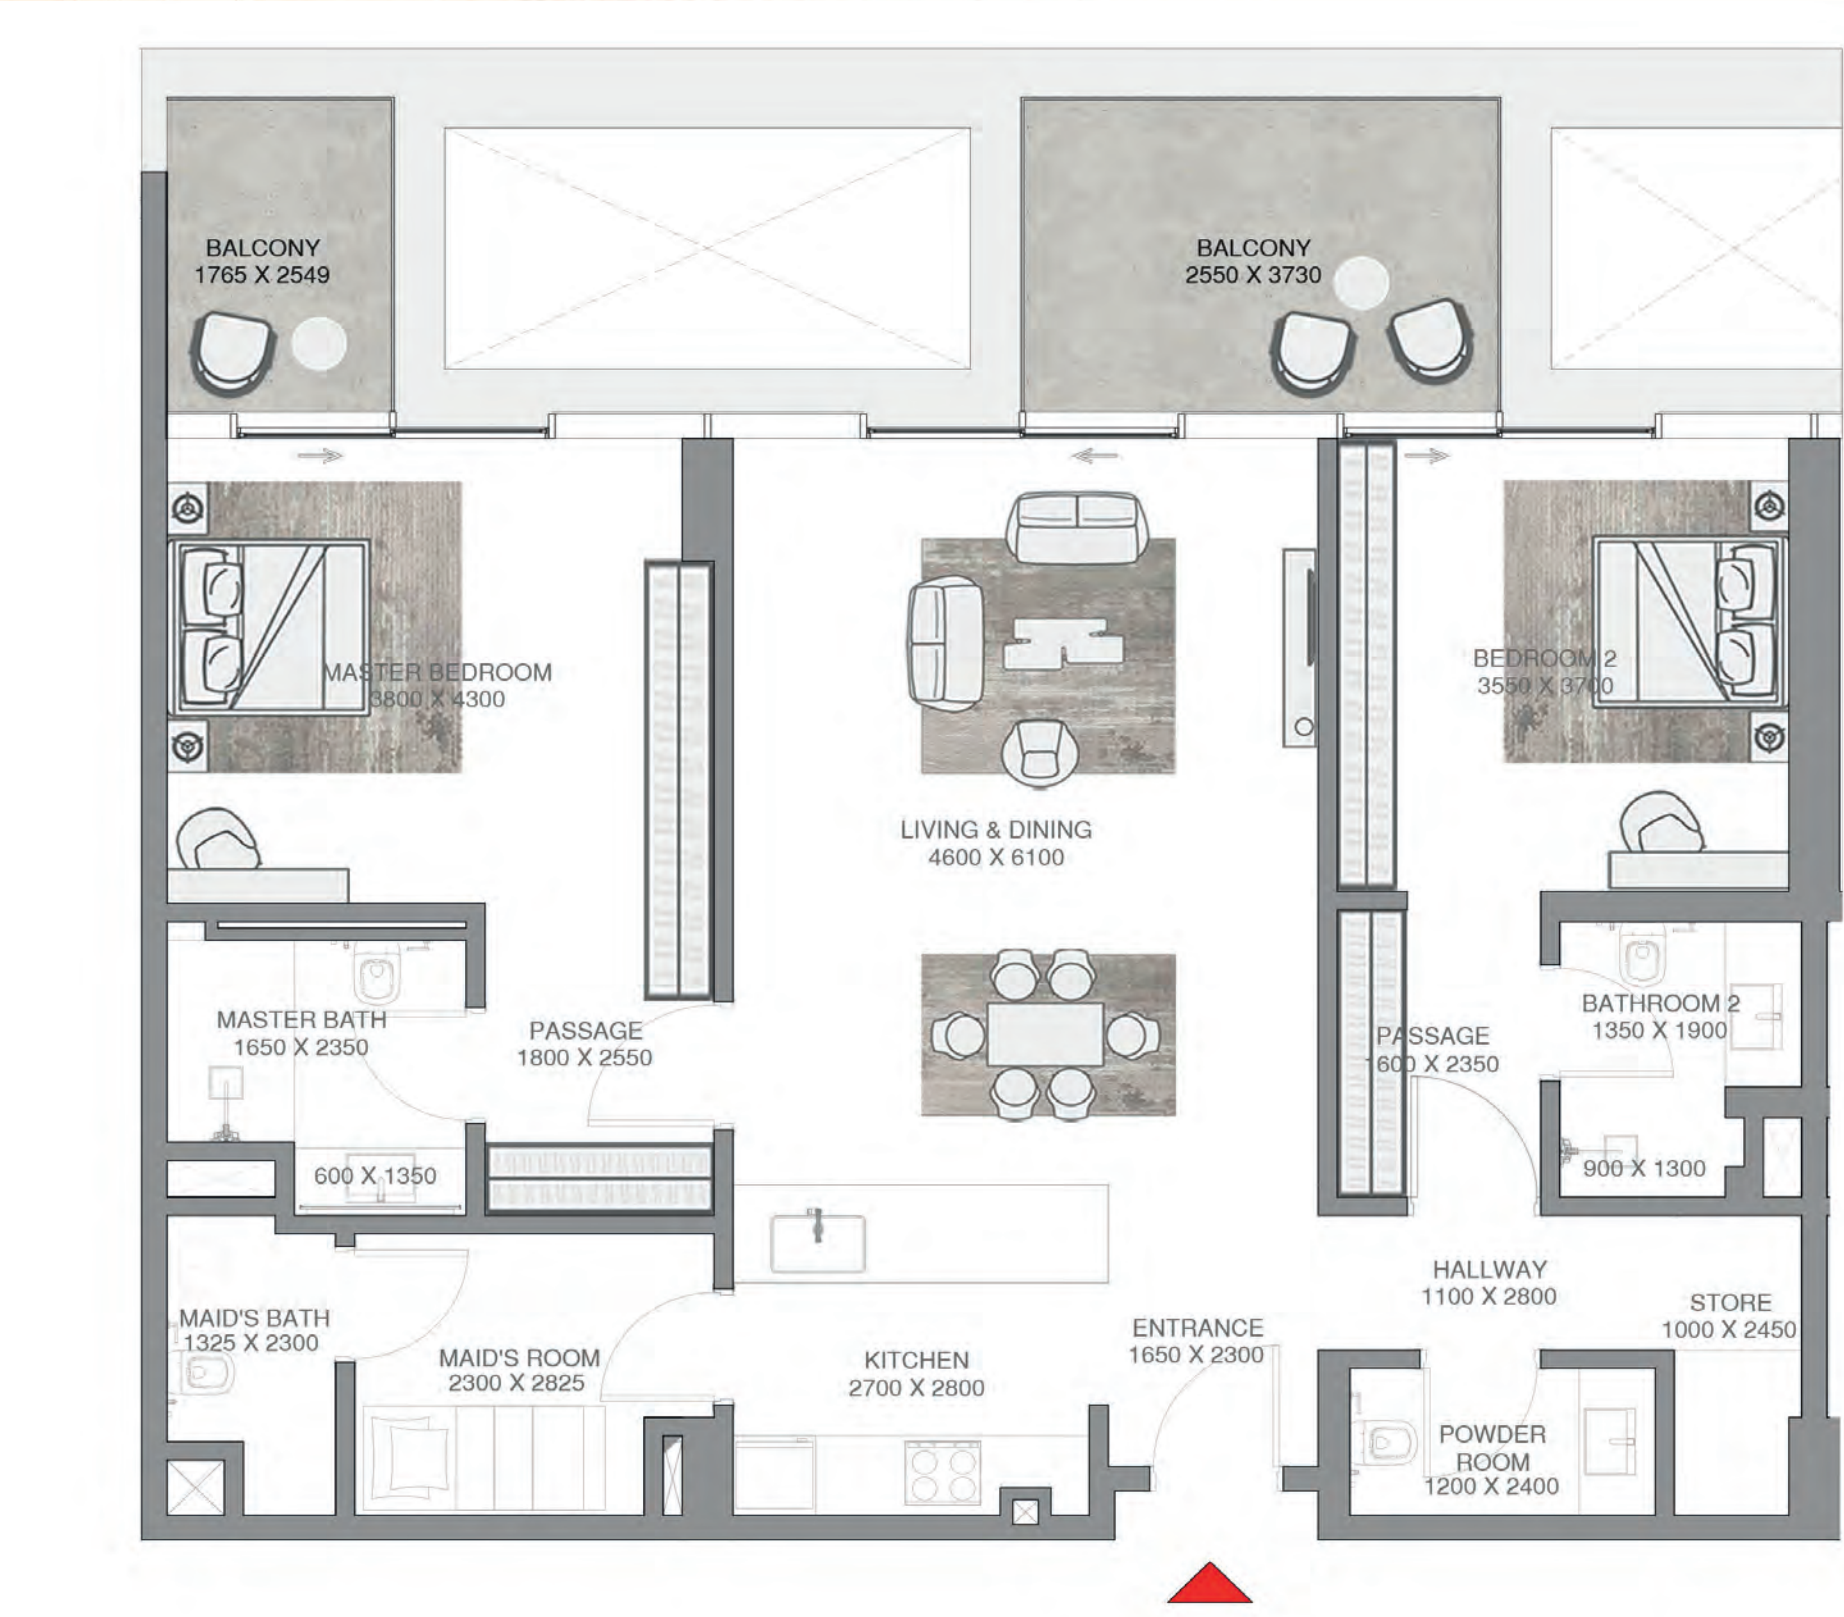 BALCONY
1765 X 2549
BALCONY
2550 X 3730
MASTER BEDROOM
3800 X 4300
BEDROOM 2
3550 X 3700
LIVING & DINING
4600 X 6100
MASTER BATH
1650 X 2350
PASSAGE
1800 X 2550
PASSAGE
1600 X 2350
BATHROOM 2
1350 X 1900
600 X 1350
900 X 1300
MAID'S BATH
1325 X 2300
MAID'S ROOM
2300 X 2825
KITCHEN
2700 X 2800
ENTRANCE
1650 X 2300
HALLWAY
1100 X 2800
STORE
1000 X 2450
POWDER
ROOM
1200 X 2400